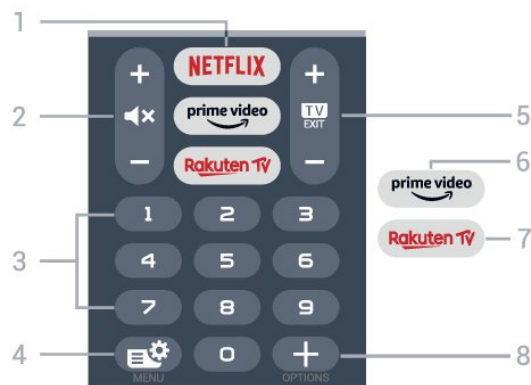 1
NETFLIX
2
prime video
TV
EXIT
5
Rakuten TV
6
prime video
1 2 3
Rakuten TV
7
3
4 5 6
7 8 9
4
0
8
MENU
OPTIONS